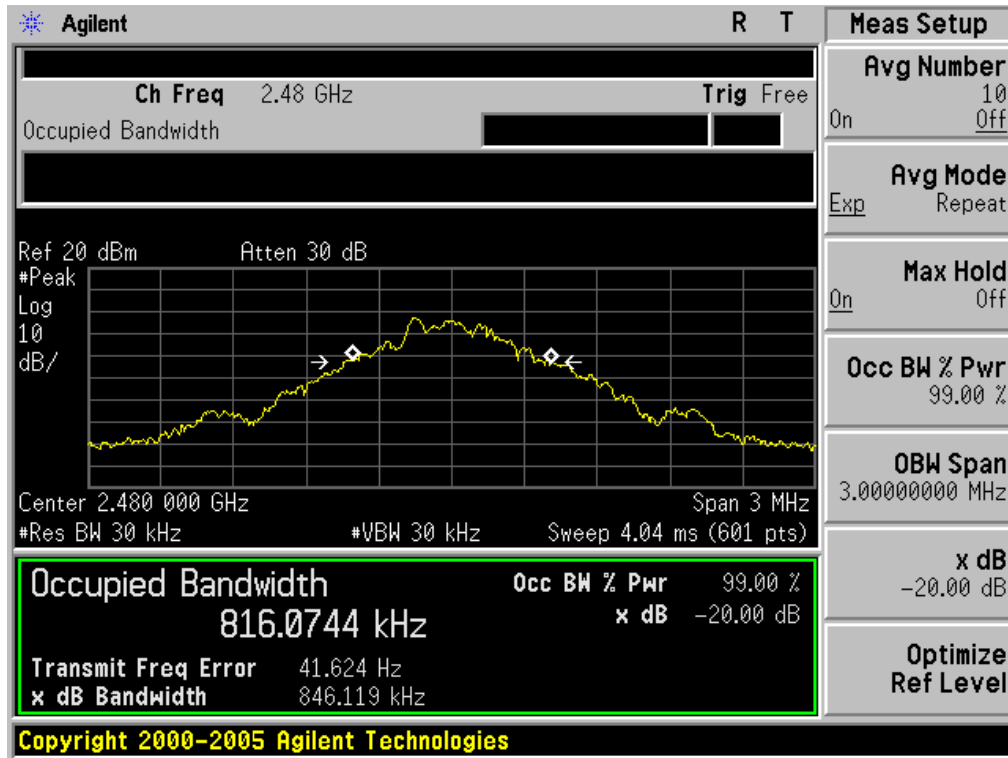 Agilent R T
Ch Freq 2.48 GHz Trig Free
Occupied Bandwidth
Ref 20 dBm Atten 30 dB
#Peak
Log
10
dB/
Center 2.480 000 GHz Span 3 MHz
#Res BW 30 kHz #VBW 30 kHz Sweep 4.04 ms (601 pts)
Occupied Bandwidth Occ BW % Pwr 99.00 %
816.0744 kHz x dB -20.00 dB
Transmit Freq Error 41.624 Hz
x dB Bandwidth 846.119 kHz
Copyright 2000-2005 Agilent Technologies
Meas Setup
Avg Number
10
On Off
Avg Mode
Exp Repeat
Max Hold
On Off
Occ BW % Pwr
99.00 %
OBW Span
3.00000000 MHz
x dB
-20.00 dB
Optimize
Ref Level